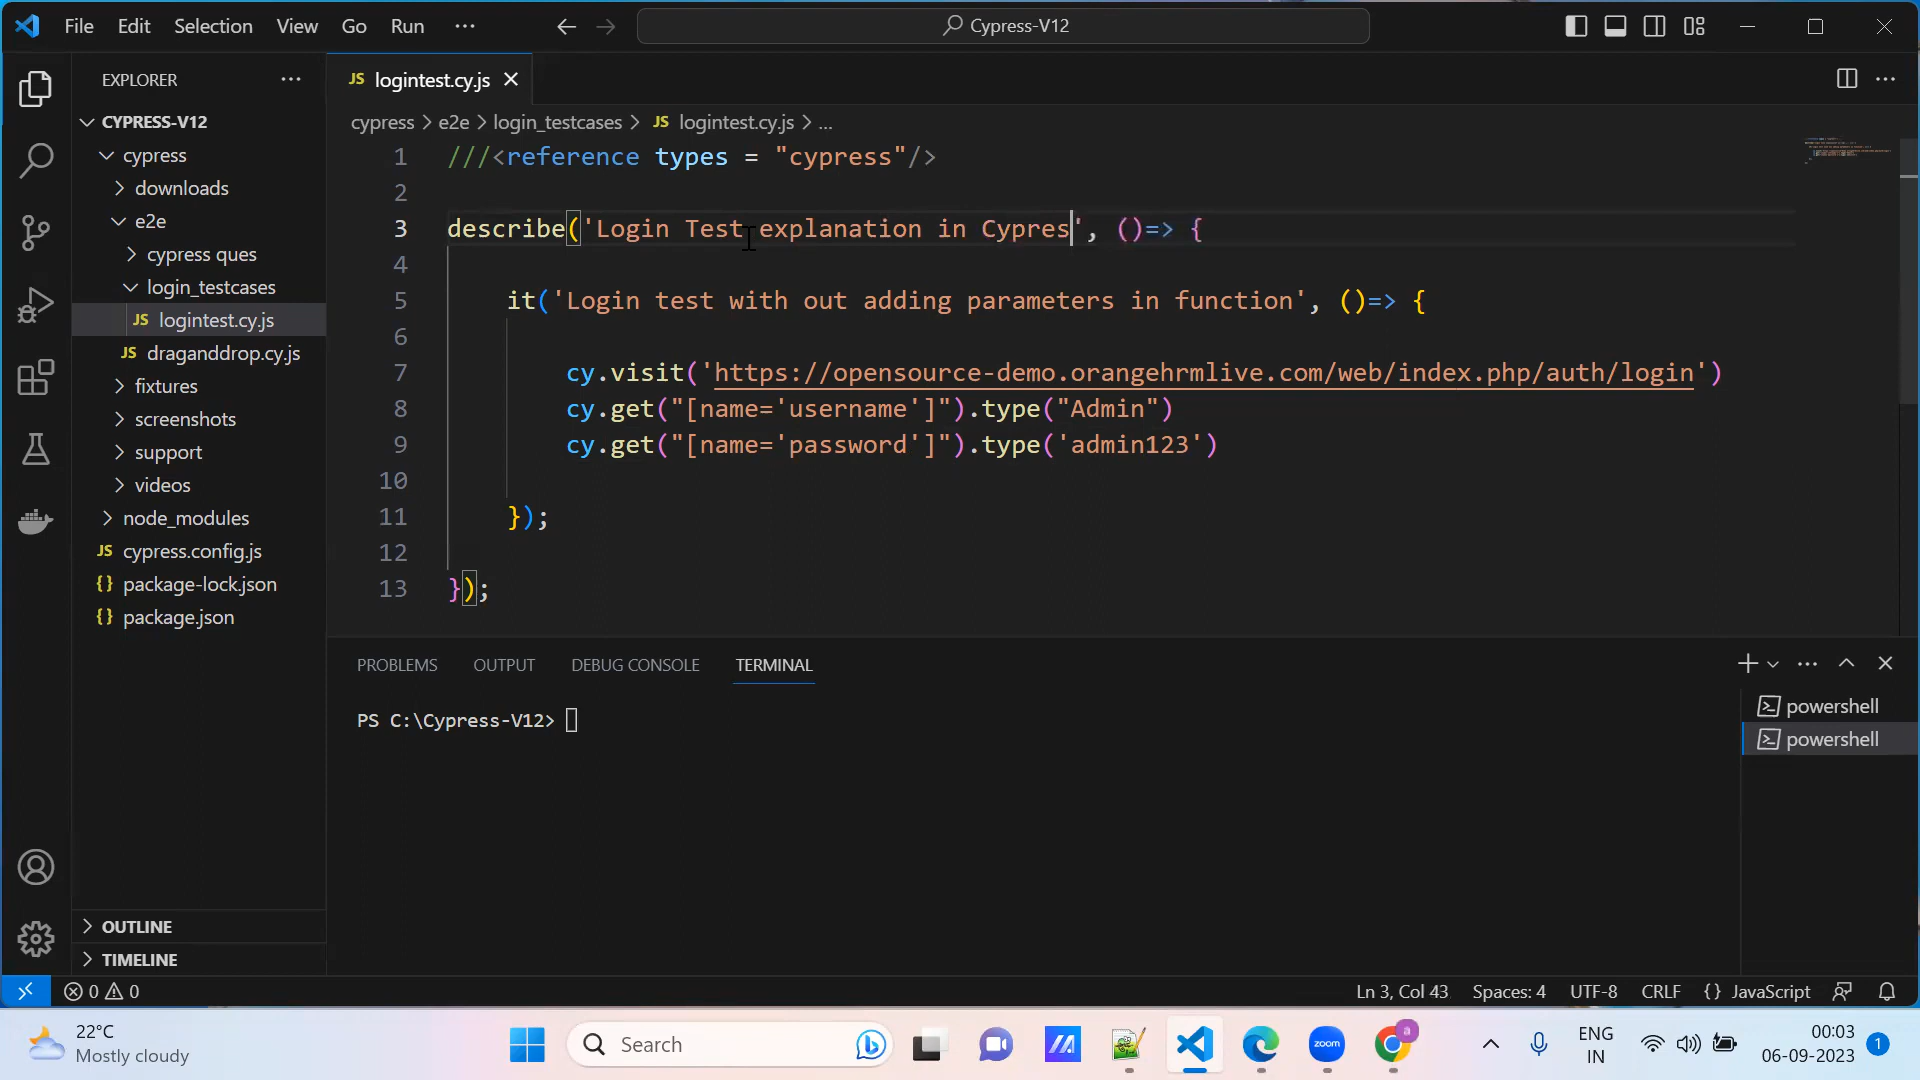 File Edit Selection View Go Run ···
Cypress-V12
EXPLORER
CYPRESS-V12
cypress
downloads
e2e
cypress ques
login_testcases
JS logintest.cy.js
JS draganddrop.cy.js
fixtures
screenshots
support
videos
node_modules
JS cypress.config.js
{} package-lock.json
{} package.json
OUTLINE
TIMELINE
JS logintest.cy.js
cypress > e2e > login_testcases > JS logintest.cy.js > ...
1 ///<reference types = "cypress"/>
2
3 describe('Login Test explanation in Cypres', ()=> {
4
5 it('Login test with out adding parameters in function', ()=> {
6
7 cy.visit('https://opensource-demo.orangehrmlive.com/web/index.php/auth/login')
8 cy.get("[name='username']").type("Admin")
9 cy.get("[name='password']").type('admin123')
10
11 });
12
13 });
PROBLEMS OUTPUT DEBUG CONSOLE TERMINAL
PS C:\Cypress-V12>
powershell
powershell
0 0
Ln 3, Col 43 Spaces: 4 UTF-8 CRLF {} JavaScript
22°C
Mostly cloudy
Search
zoom
a
ENG
IN
00:03
06-09-2023
1